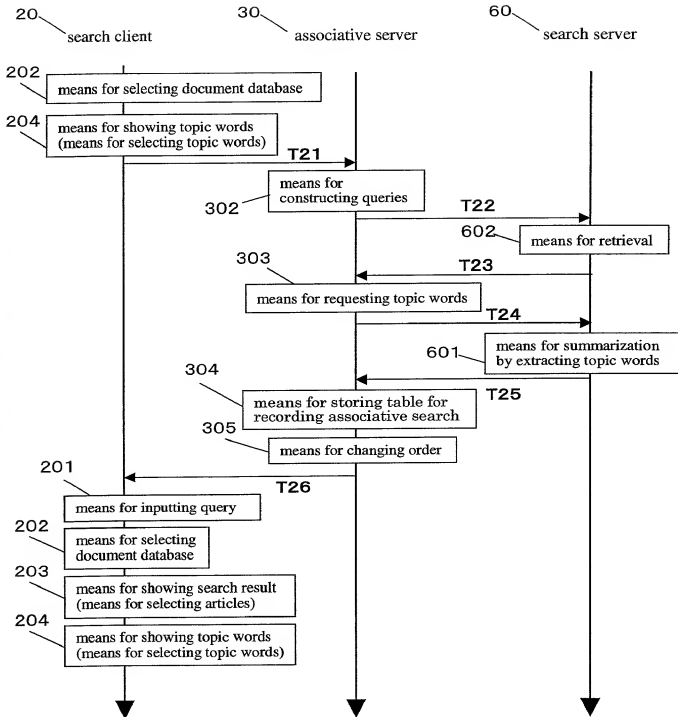 20
search client
30
associative server
60
search server
202
means for selecting document database
204
means for showing topic words
(means for selecting topic words)
T21
302
means for
constructing queries
T22
602
means for retrieval
T23
303
means for requesting topic words
T24
601
means for summarization
by extracting topic words
T25
304
means for storing table for
recording associative search
305
means for changing order
T26
201
means for inputting query
202
means for selecting
document database
203
means for showing search result
(means for selecting articles)
204
means for showing topic words
(means for selecting topic words)